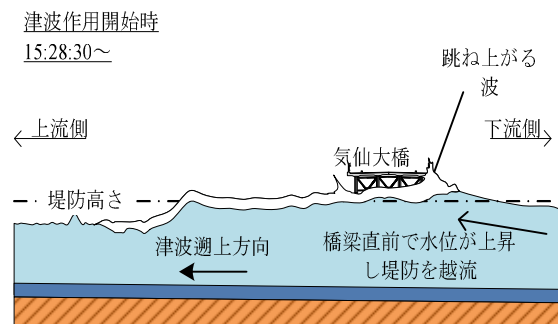 津波作用開始時
15:28:30～
跳ね上がる
波
上流側
下流側
気仙大橋
堤防高さ
津波遡上方向
橋梁直前で水位が上昇
し堤防を越流